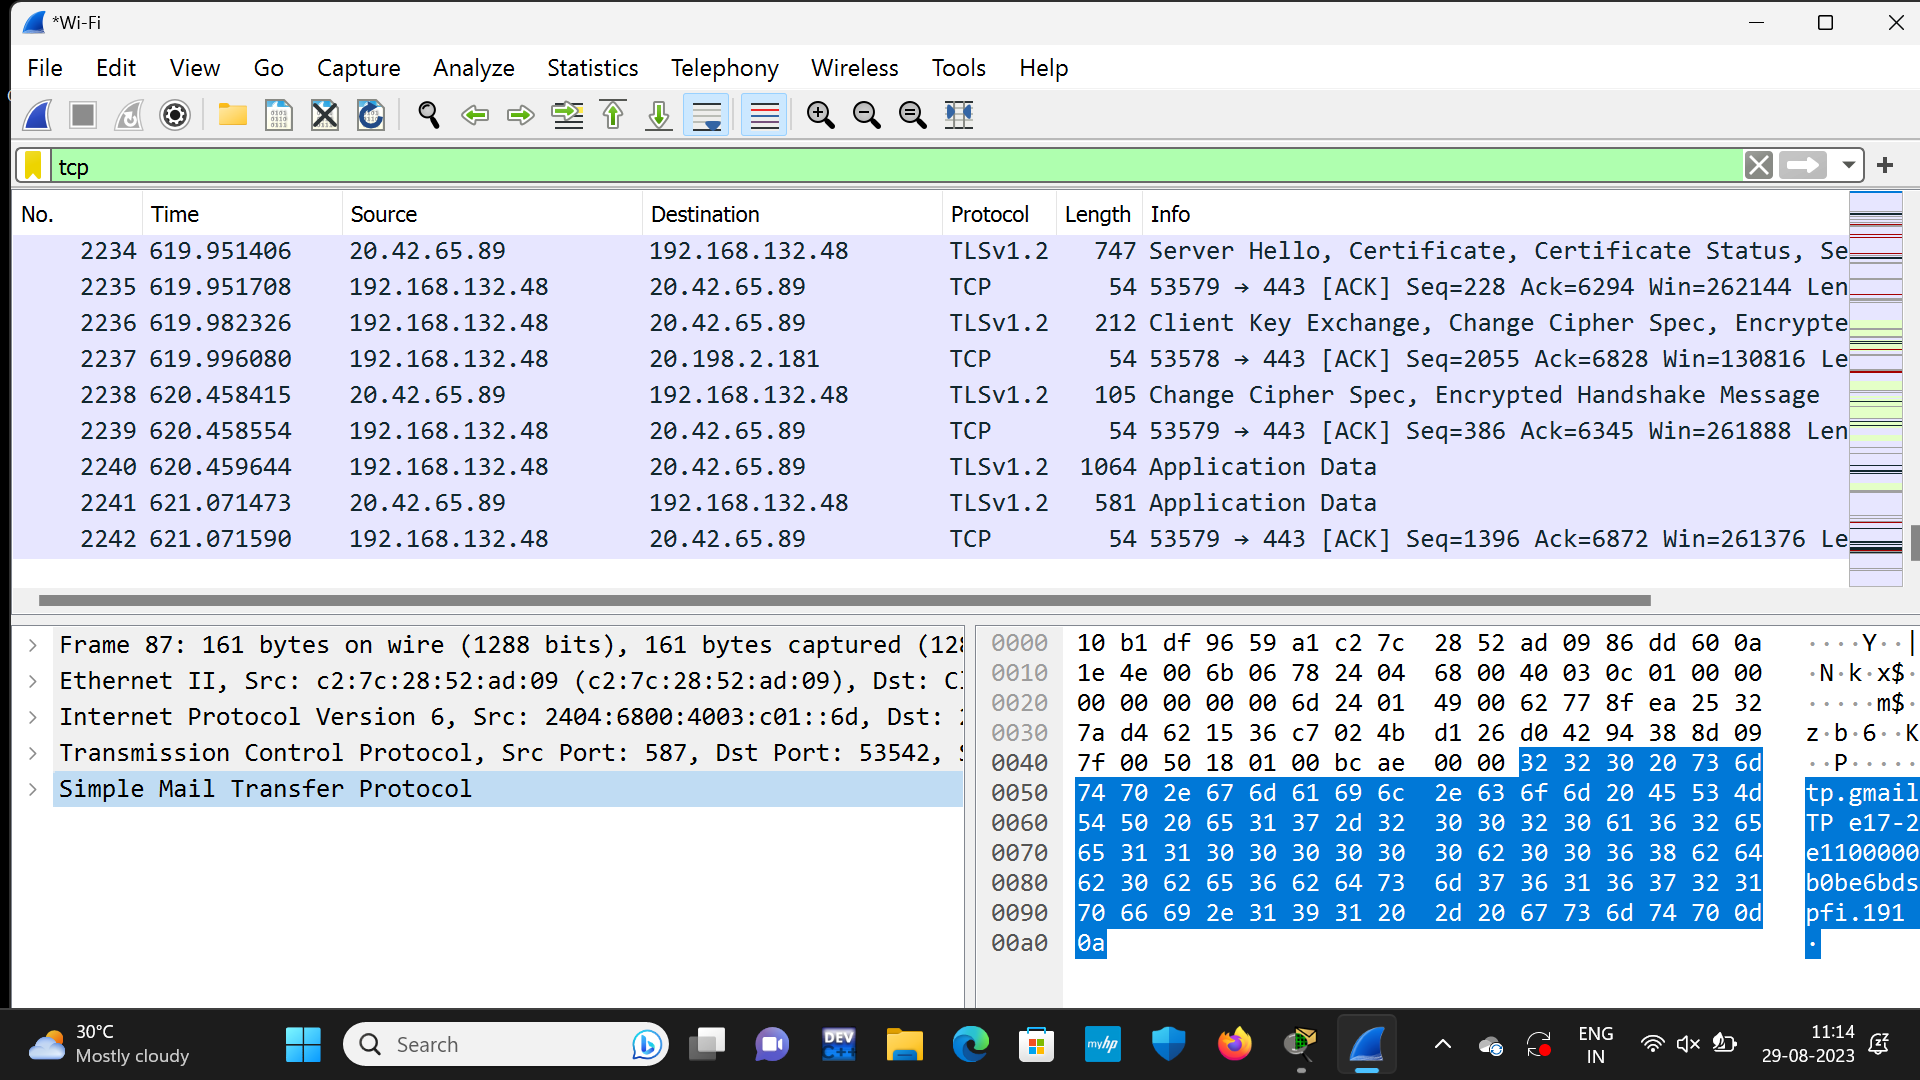 *Wi-Fi
File Edit View Go Capture Analyze Statistics Telephony Wireless Tools Help
tcp
No. Time Source Destination Protocol Length Info
2234 619.951406 20.42.65.89 192.168.132.48 TLSv1.2 747 Server Hello, Certificate, Certificate Status, Se
2235 619.951708 192.168.132.48 20.42.65.89 TCP 54 53579 → 443 [ACK] Seq=228 Ack=6294 Win=262144 Len
2236 619.982326 192.168.132.48 20.42.65.89 TLSv1.2 212 Client Key Exchange, Change Cipher Spec, Encrypte
2237 619.996080 192.168.132.48 20.198.2.181 TCP 54 53578 → 443 [ACK] Seq=2055 Ack=6828 Win=130816 Le
2238 620.458415 20.42.65.89 192.168.132.48 TLSv1.2 105 Change Cipher Spec, Encrypted Handshake Message
2239 620.458554 192.168.132.48 20.42.65.89 TCP 54 53579 → 443 [ACK] Seq=386 Ack=6345 Win=261888 Len
2240 620.459644 192.168.132.48 20.42.65.89 TLSv1.2 1064 Application Data
2241 621.071473 20.42.65.89 192.168.132.48 TLSv1.2 581 Application Data
2242 621.071590 192.168.132.48 20.42.65.89 TCP 54 53579 → 443 [ACK] Seq=1396 Ack=6872 Win=261376 Le
Frame 87: 161 bytes on wire (1288 bits), 161 bytes captured (128
Ethernet II, Src: c2:7c:28:52:ad:09 (c2:7c:28:52:ad:09), Dst: C
Internet Protocol Version 6, Src: 2404:6800:4003:c01::6d, Dst: 2
Transmission Control Protocol, Src Port: 587, Dst Port: 53542, S
Simple Mail Transfer Protocol
0000 10 b1 df 96 59 a1 c2 7c 28 52 ad 09 86 dd 60 0a ····Y··|
0010 1e 4e 00 6b 06 78 24 04 68 00 40 03 0c 01 00 00 ·N·k·x$·
0020 00 00 00 00 00 6d 24 01 49 00 62 77 8f ea 25 32 ·····m$·
0030 7a d4 62 15 36 c7 02 4b d1 26 d0 42 94 38 8d 09 z·b·6··K
0040 7f 00 50 18 01 00 bc ae 00 00 32 32 30 20 73 6d ··P·····
0050 74 70 2e 67 6d 61 69 6c 2e 63 6f 6d 20 45 53 4d tp.gmail
0060 54 50 20 65 31 37 2d 32 30 30 32 30 61 36 32 65 TP e17-2
0070 65 31 31 30 30 30 30 30 30 62 30 30 36 38 62 64 e1100000
0080 62 30 62 65 36 62 64 73 6d 37 36 31 36 37 32 31 b0be6bds
0090 70 66 69 2e 31 39 31 20 2d 20 67 73 6d 74 70 0d pfi.191
00a0 0a ·
30°C
Mostly cloudy
Search
DEV C++
myhp
ENG
IN
11:14
29-08-2023